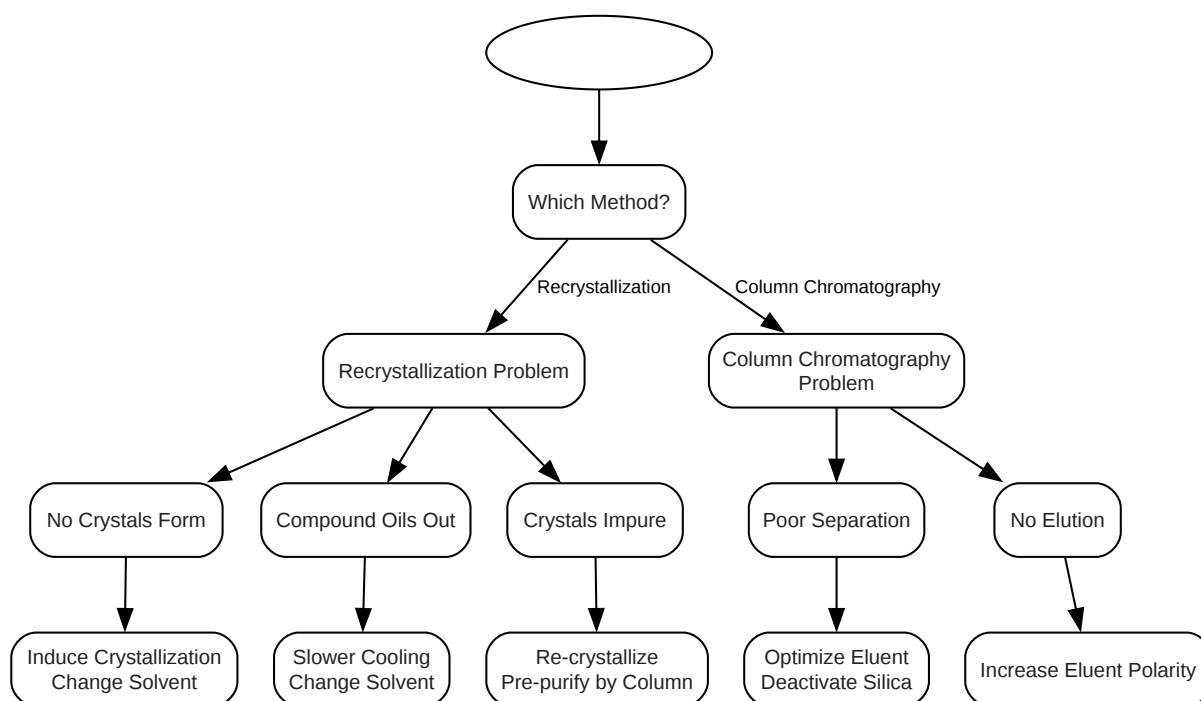 Which Method?
Recrystallization
Column Chromatography
Recrystallization Problem
Column Chromatography
Problem
No Crystals Form
Compound Oils Out
Crystals Impure
Poor Separation
No Elution
Induce Crystallization
Change Solvent
Slower Cooling
Change Solvent
Re-crystallize
Pre-purify by Column
Optimize Eluent
Deactivate Silica
Increase Eluent Polarity